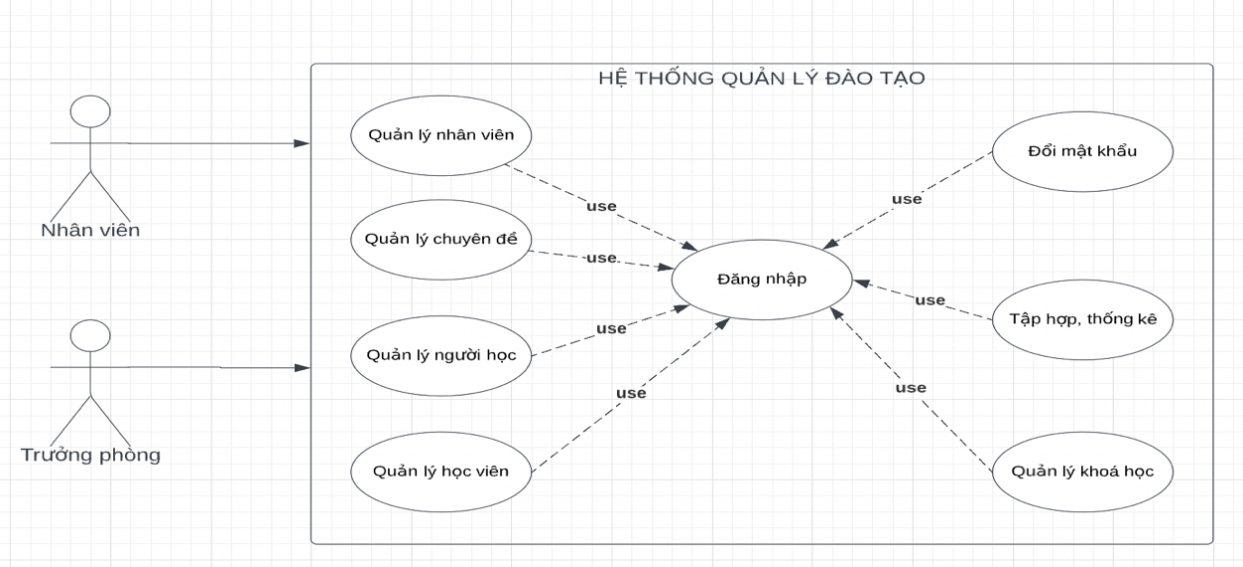 HỆ THỐNG QUẢN LÝ ĐÀO TẠO
Nhân viên
Trưởng phòng
Quản lý nhân viên
Quản lý chuyên đề
Quản lý người học
Quản lý học viên
use
use
use
use
Đăng nhập
use
use
use
Đổi mật khẩu
Tập hợp, thống kê
Quản lý khoá học